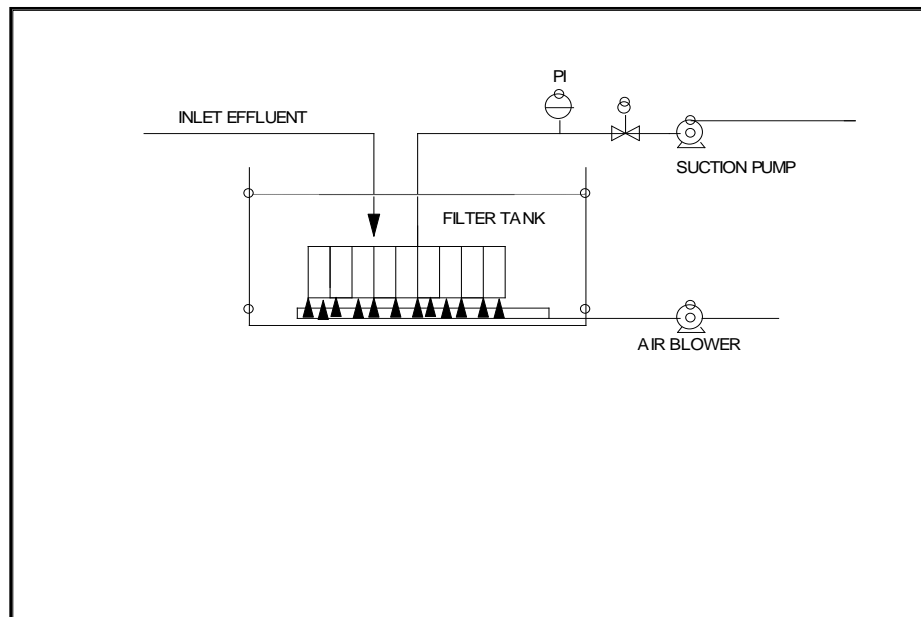 PI
INLET EFFLUENT
SUCTION PUMP
FILTER TANK
AIR BLOWER